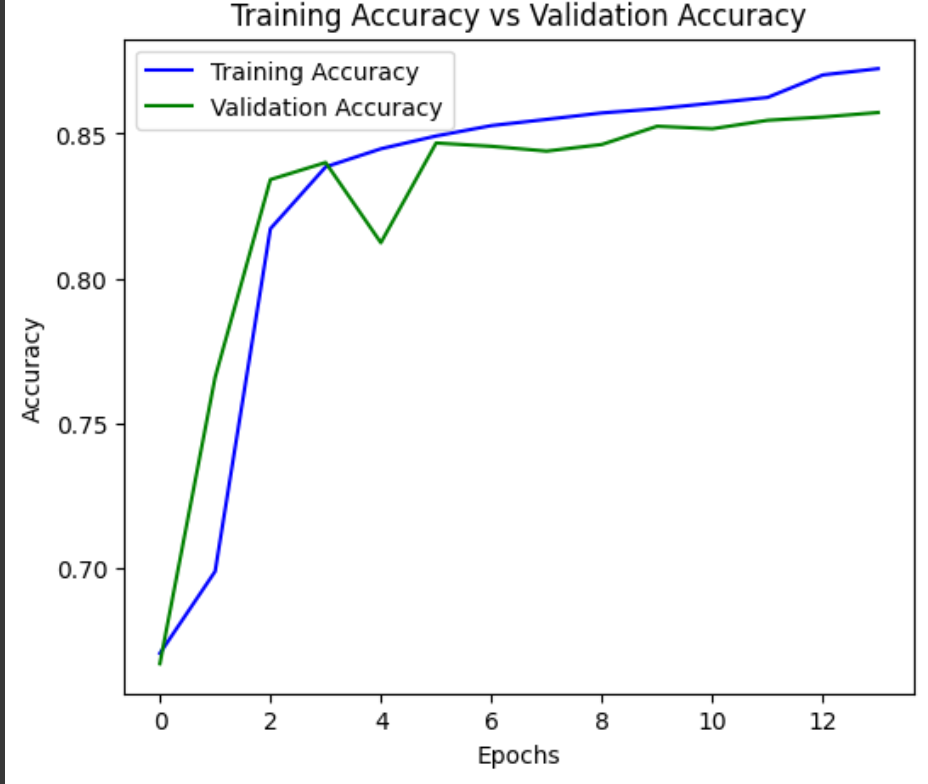 Training Accuracy vs Validation Accuracy
Training Accuracy
Validation Accuracy
0.85
0.80
0.75
0.70
Accuracy
0 2 4 6 8 10 12
Epochs